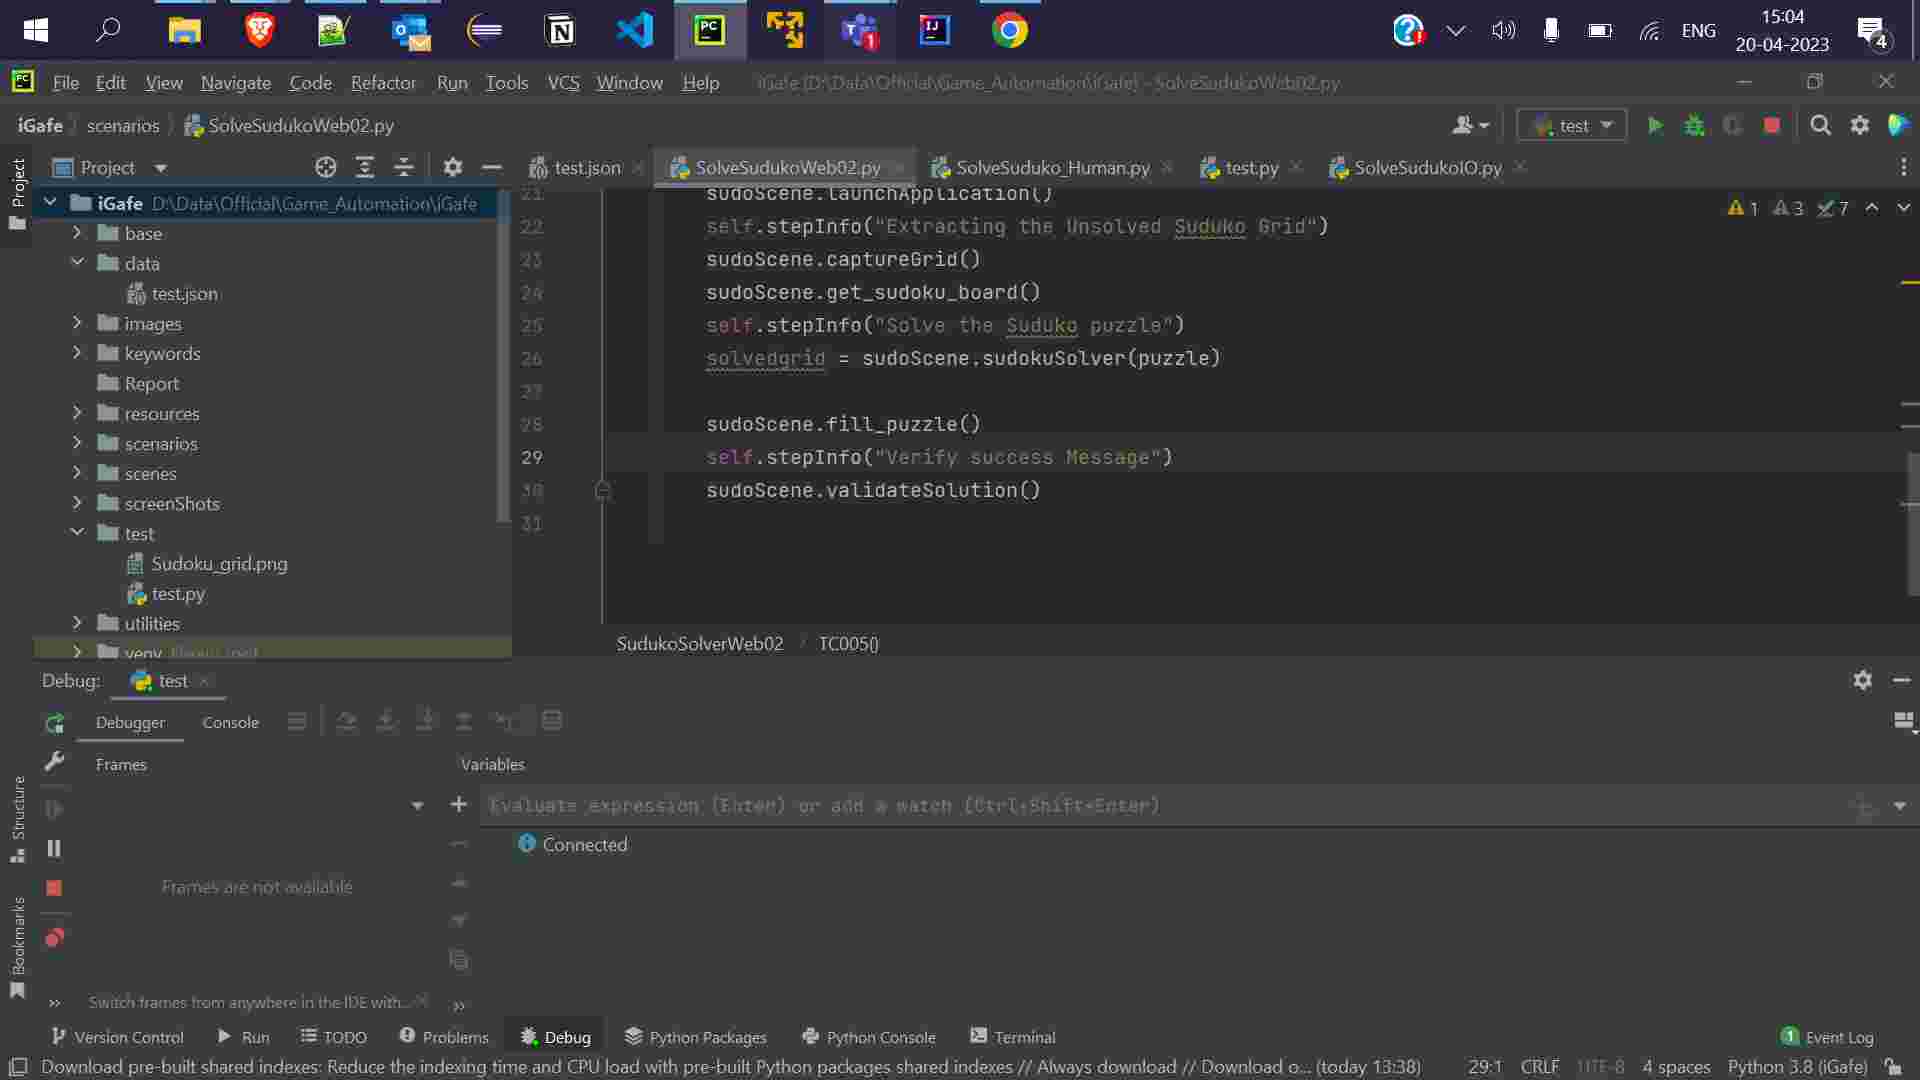 15:04
ENG
20-04-2023
4
File Edit View Navigate Code Refactor Run Tools VCS Window Help iGafe [D:\Data\Official\Game_Automation\iGafe] - SolveSudukoWeb02.py
iGafe scenarios SolveSudukoWeb02.py
test
Project
test.json SolveSudukoWeb02.py SolveSuduko_Human.py test.py SolveSudukoIO.py
Project
iGafe D:\Data\Official\Game_Automation\iGafe
base
data
test.json
images
keywords
Report
resources
scenarios
scenes
screenShots
test
Sudoku_grid.png
test.py
utilities
venv
1 3 7
21 sudoScene.launchApplication()
22 self.stepInfo("Extracting the Unsolved Suduko Grid")
23 sudoScene.captureGrid()
24 sudoScene.get_sudoku_board()
25 self.stepInfo("Solve the Suduko puzzle")
26 solvedgrid = sudoScene.sudokuSolver(puzzle)
27
28 sudoScene.fill_puzzle()
29 self.stepInfo("Verify success Message")
30 sudoScene.validateSolution()
31
SudukoSolverWeb02 TC005()
Debug: test
Debugger Console
Frames Variables
Evaluate expression (Enter) or add a watch (Ctrl+Shift+Enter)
Connected
Frames are not available
Structure
Bookmarks
Switch frames from anywhere in the IDE with...
Version Control Run TODO Problems Debug Python Packages Python Console Terminal 1 Event Log
Download pre-built shared indexes: Reduce the indexing time and CPU load with pre-built Python packages shared indexes // Always download // Download o... (today 13:38) 29:1 CRLF UTF-8 4 spaces Python 3.8 (iGafe)